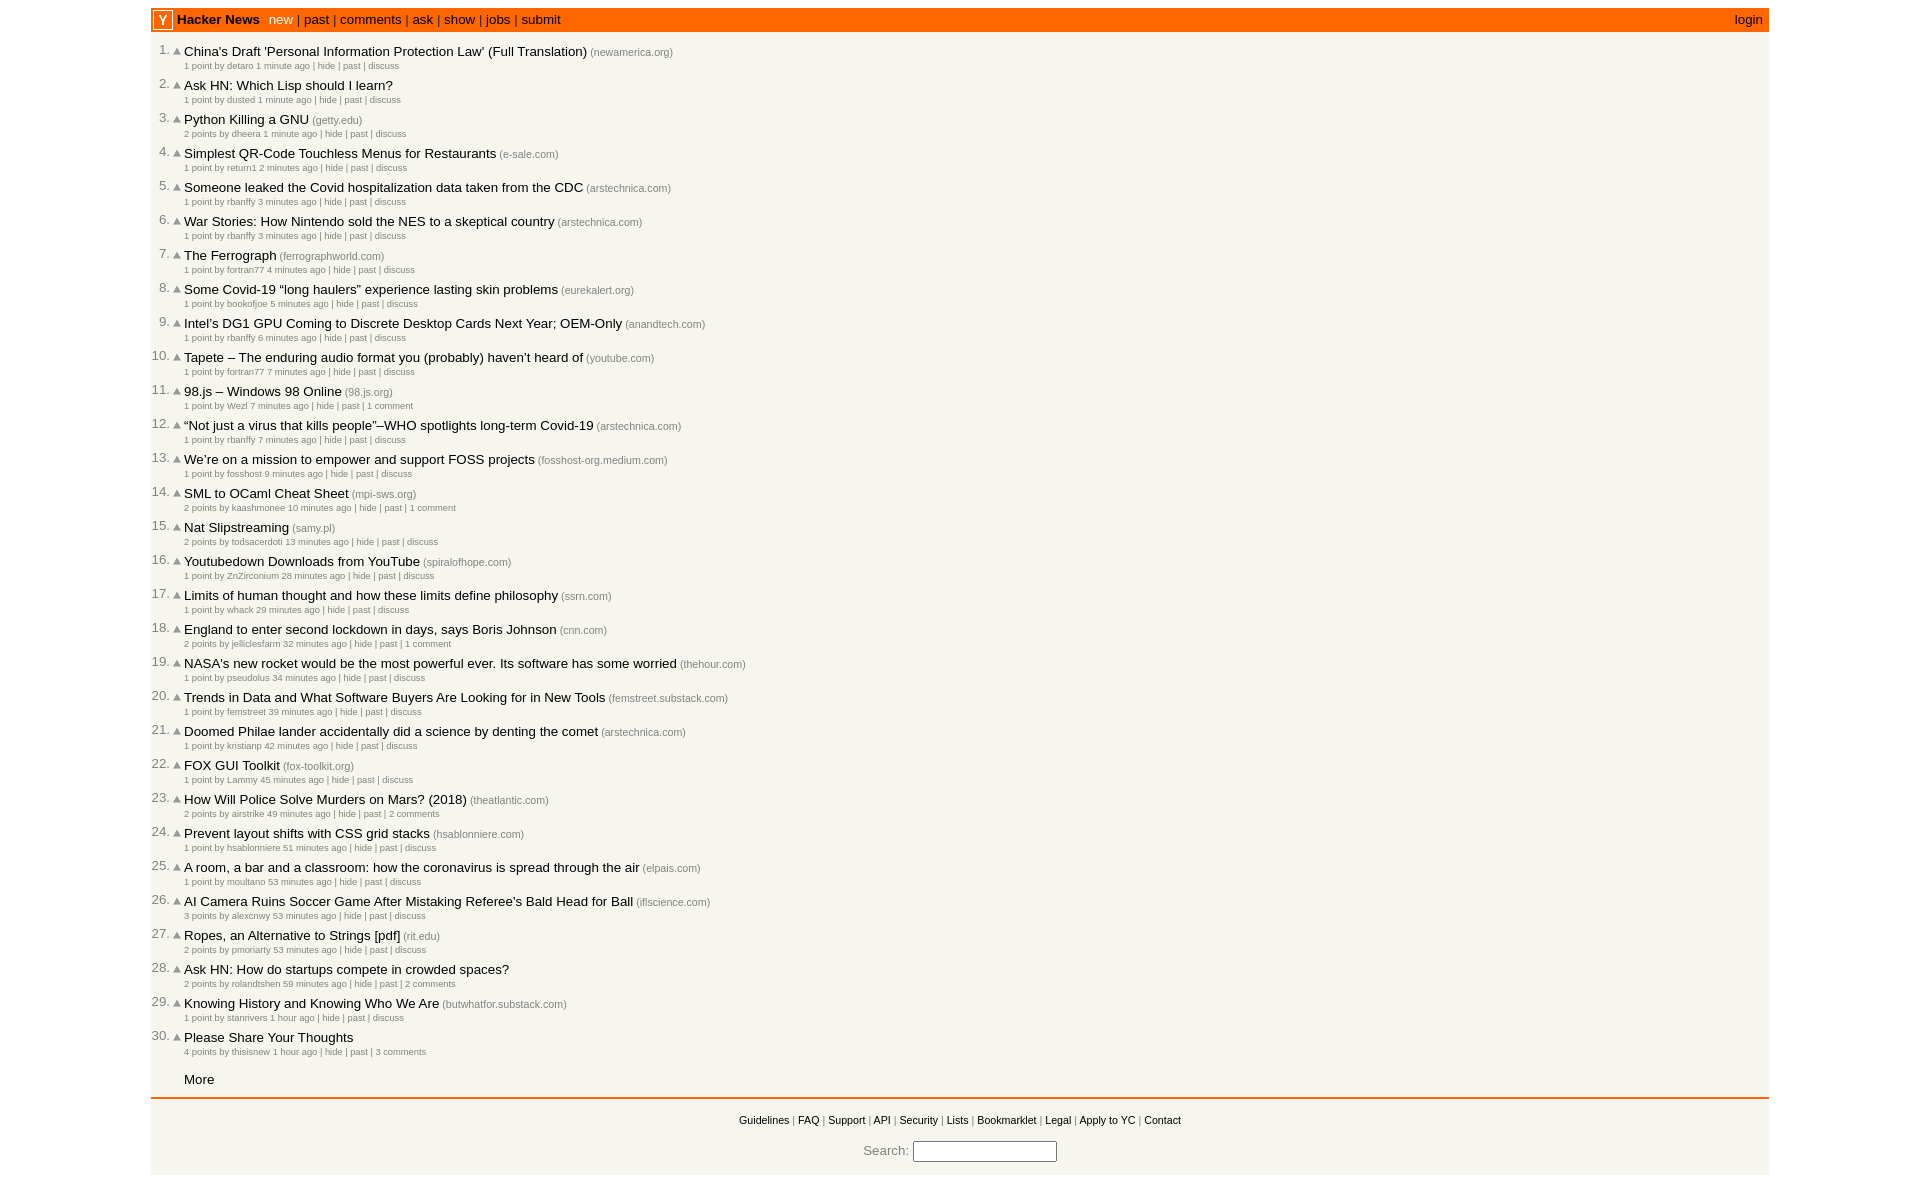 Y Hacker News new | past | comments | ask | show | jobs | submit login
1. China's Draft 'Personal Information Protection Law' (Full Translation) (newamerica.org)
1 point by detaro 1 minute ago | hide | past | discuss
2. Ask HN: Which Lisp should I learn?
1 point by dusted 1 minute ago | hide | past | discuss
3. Python Killing a GNU (getty.edu)
2 points by dheera 1 minute ago | hide | past | discuss
4. Simplest QR-Code Touchless Menus for Restaurants (e-sale.com)
1 point by return1 2 minutes ago | hide | past | discuss
5. Someone leaked the Covid hospitalization data taken from the CDC (arstechnica.com)
1 point by rbanffy 3 minutes ago | hide | past | discuss
6. War Stories: How Nintendo sold the NES to a skeptical country (arstechnica.com)
1 point by rbanffy 3 minutes ago | hide | past | discuss
7. The Ferrograph (ferrographworld.com)
1 point by fortran77 4 minutes ago | hide | past | discuss
8. Some Covid-19 “long haulers” experience lasting skin problems (eurekalert.org)
1 point by bookofjoe 5 minutes ago | hide | past | discuss
9. Intel’s DG1 GPU Coming to Discrete Desktop Cards Next Year; OEM-Only (anandtech.com)
1 point by rbanffy 6 minutes ago | hide | past | discuss
10. Tapete – The enduring audio format you (probably) haven’t heard of (youtube.com)
1 point by fortran77 7 minutes ago | hide | past | discuss
11. 98.js – Windows 98 Online (98.js.org)
1 point by Wezl 7 minutes ago | hide | past | 1 comment
12. “Not just a virus that kills people”–WHO spotlights long-term Covid-19 (arstechnica.com)
1 point by rbanffy 7 minutes ago | hide | past | discuss
13. We’re on a mission to empower and support FOSS projects (fosshost-org.medium.com)
1 point by fosshost 9 minutes ago | hide | past | discuss
14. SML to OCaml Cheat Sheet (mpi-sws.org)
2 points by kaashmonee 10 minutes ago | hide | past | 1 comment
15. Nat Slipstreaming (samy.pl)
2 points by todsacerdoti 13 minutes ago | hide | past | discuss
16. Youtubedown Downloads from YouTube (spiralofhope.com)
1 point by ZnZirconium 28 minutes ago | hide | past | discuss
17. Limits of human thought and how these limits define philosophy (ssrn.com)
1 point by whack 29 minutes ago | hide | past | discuss
18. England to enter second lockdown in days, says Boris Johnson (cnn.com)
2 points by jelliclesfarm 32 minutes ago | hide | past | 1 comment
19. NASA's new rocket would be the most powerful ever. Its software has some worried (thehour.com)
1 point by pseudolus 34 minutes ago | hide | past | discuss
20. Trends in Data and What Software Buyers Are Looking for in New Tools (femstreet.substack.com)
1 point by femstreet 39 minutes ago | hide | past | discuss
21. Doomed Philae lander accidentally did a science by denting the comet (arstechnica.com)
1 point by kristianp 42 minutes ago | hide | past | discuss
22. FOX GUI Toolkit (fox-toolkit.org)
1 point by Lammy 45 minutes ago | hide | past | discuss
23. How Will Police Solve Murders on Mars? (2018) (theatlantic.com)
2 points by airstrike 49 minutes ago | hide | past | 2 comments
24. Prevent layout shifts with CSS grid stacks (hsablonniere.com)
1 point by hsablonniere 51 minutes ago | hide | past | discuss
25. A room, a bar and a classroom: how the coronavirus is spread through the air (elpais.com)
1 point by moultano 53 minutes ago | hide | past | discuss
26. AI Camera Ruins Soccer Game After Mistaking Referee's Bald Head for Ball (iflscience.com)
3 points by alexcnwy 53 minutes ago | hide | past | discuss
27. Ropes, an Alternative to Strings [pdf] (rit.edu)
2 points by pmoriarty 53 minutes ago | hide | past | discuss
28. Ask HN: How do startups compete in crowded spaces?
2 points by rolandtshen 59 minutes ago | hide | past | 2 comments
29. Knowing History and Knowing Who We Are (butwhatfor.substack.com)
1 point by stanrivers 1 hour ago | hide | past | discuss
30. Please Share Your Thoughts
4 points by thisisnew 1 hour ago | hide | past | 3 comments
More
Guidelines | FAQ | Support | API | Security | Lists | Bookmarklet | Legal | Apply to YC | Contact
Search: